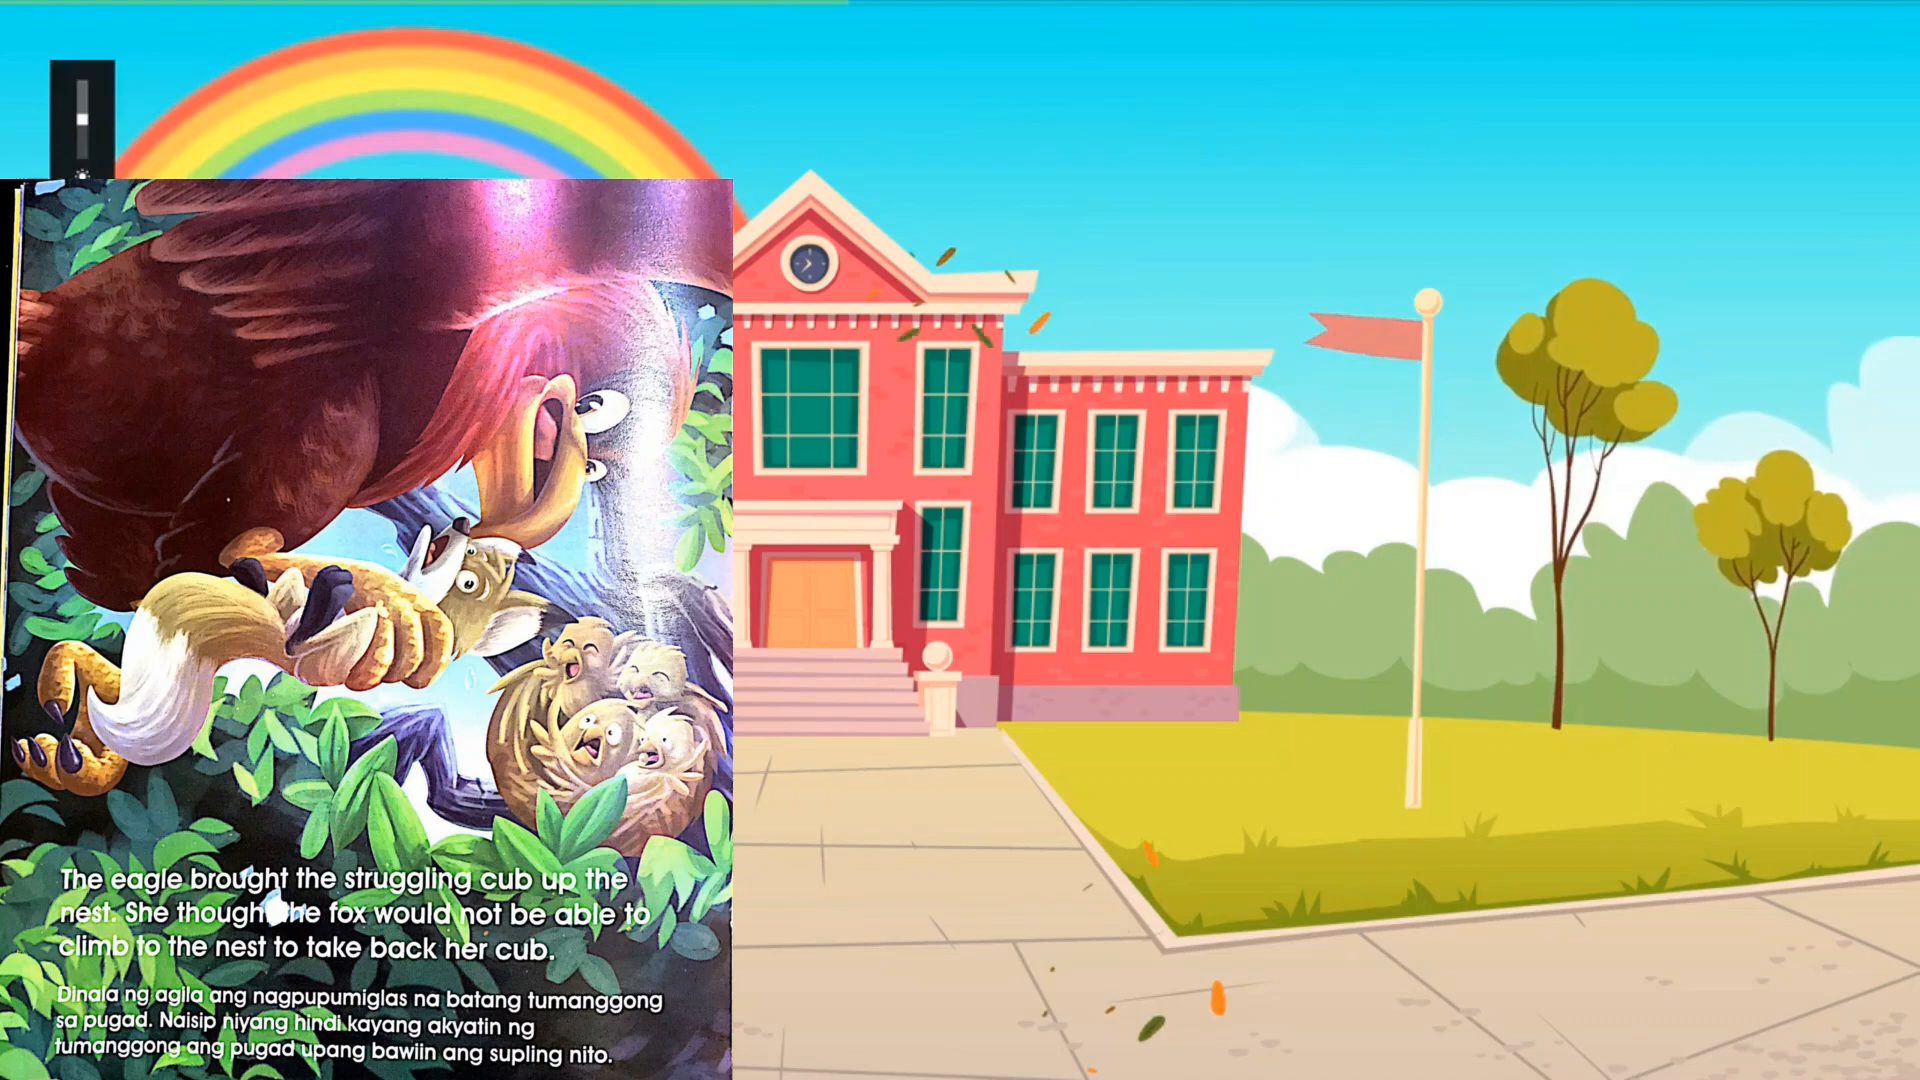 The eagle brought the struggling cub up the
nest. She thought the fox would not be able to
climb to the nest to take back her cub.
Dinala ng agila ang nagpupumiglas na batang tumanggong
sa pugad. Naisip niyang hindi kayang akyatin ng
tumanggong ang pugad upang bawiin ang supling nito.